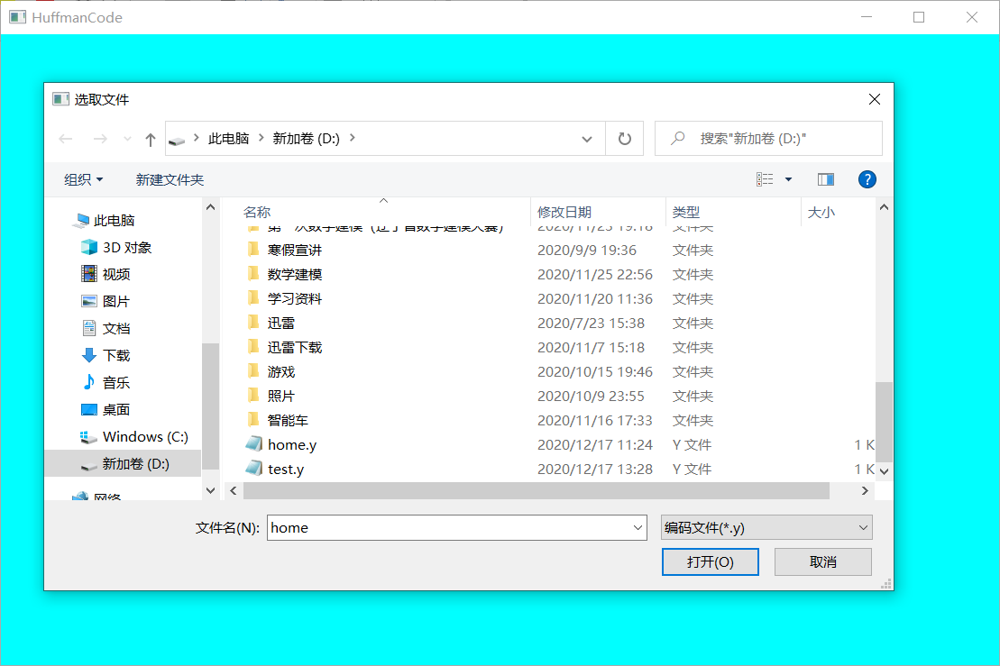 HuffmanCode
选取文件
此电脑 新加卷 (D:)
搜索"新加卷 (D:)"
组织 新建文件夹
名称 修改日期 类型 大小
寒假宣讲 2020/9/9 19:36 文件夹
数学建模 2020/11/25 22:56 文件夹
学习资料 2020/11/20 11:36 文件夹
迅雷 2020/7/23 15:38 文件夹
迅雷下载 2020/11/7 15:18 文件夹
游戏 2020/10/15 19:46 文件夹
照片 2020/10/9 23:55 文件夹
智能车 2020/11/16 17:33 文件夹
home.y 2020/12/17 11:24 Y 文件 1 K
test.y 2020/12/17 13:28 Y 文件 1 K
此电脑
3D 对象
视频
图片
文档
下载
音乐
桌面
Windows (C:)
新加卷 (D:)
网络
文件名(N): home 编码文件(*.y)
打开(O) 取消